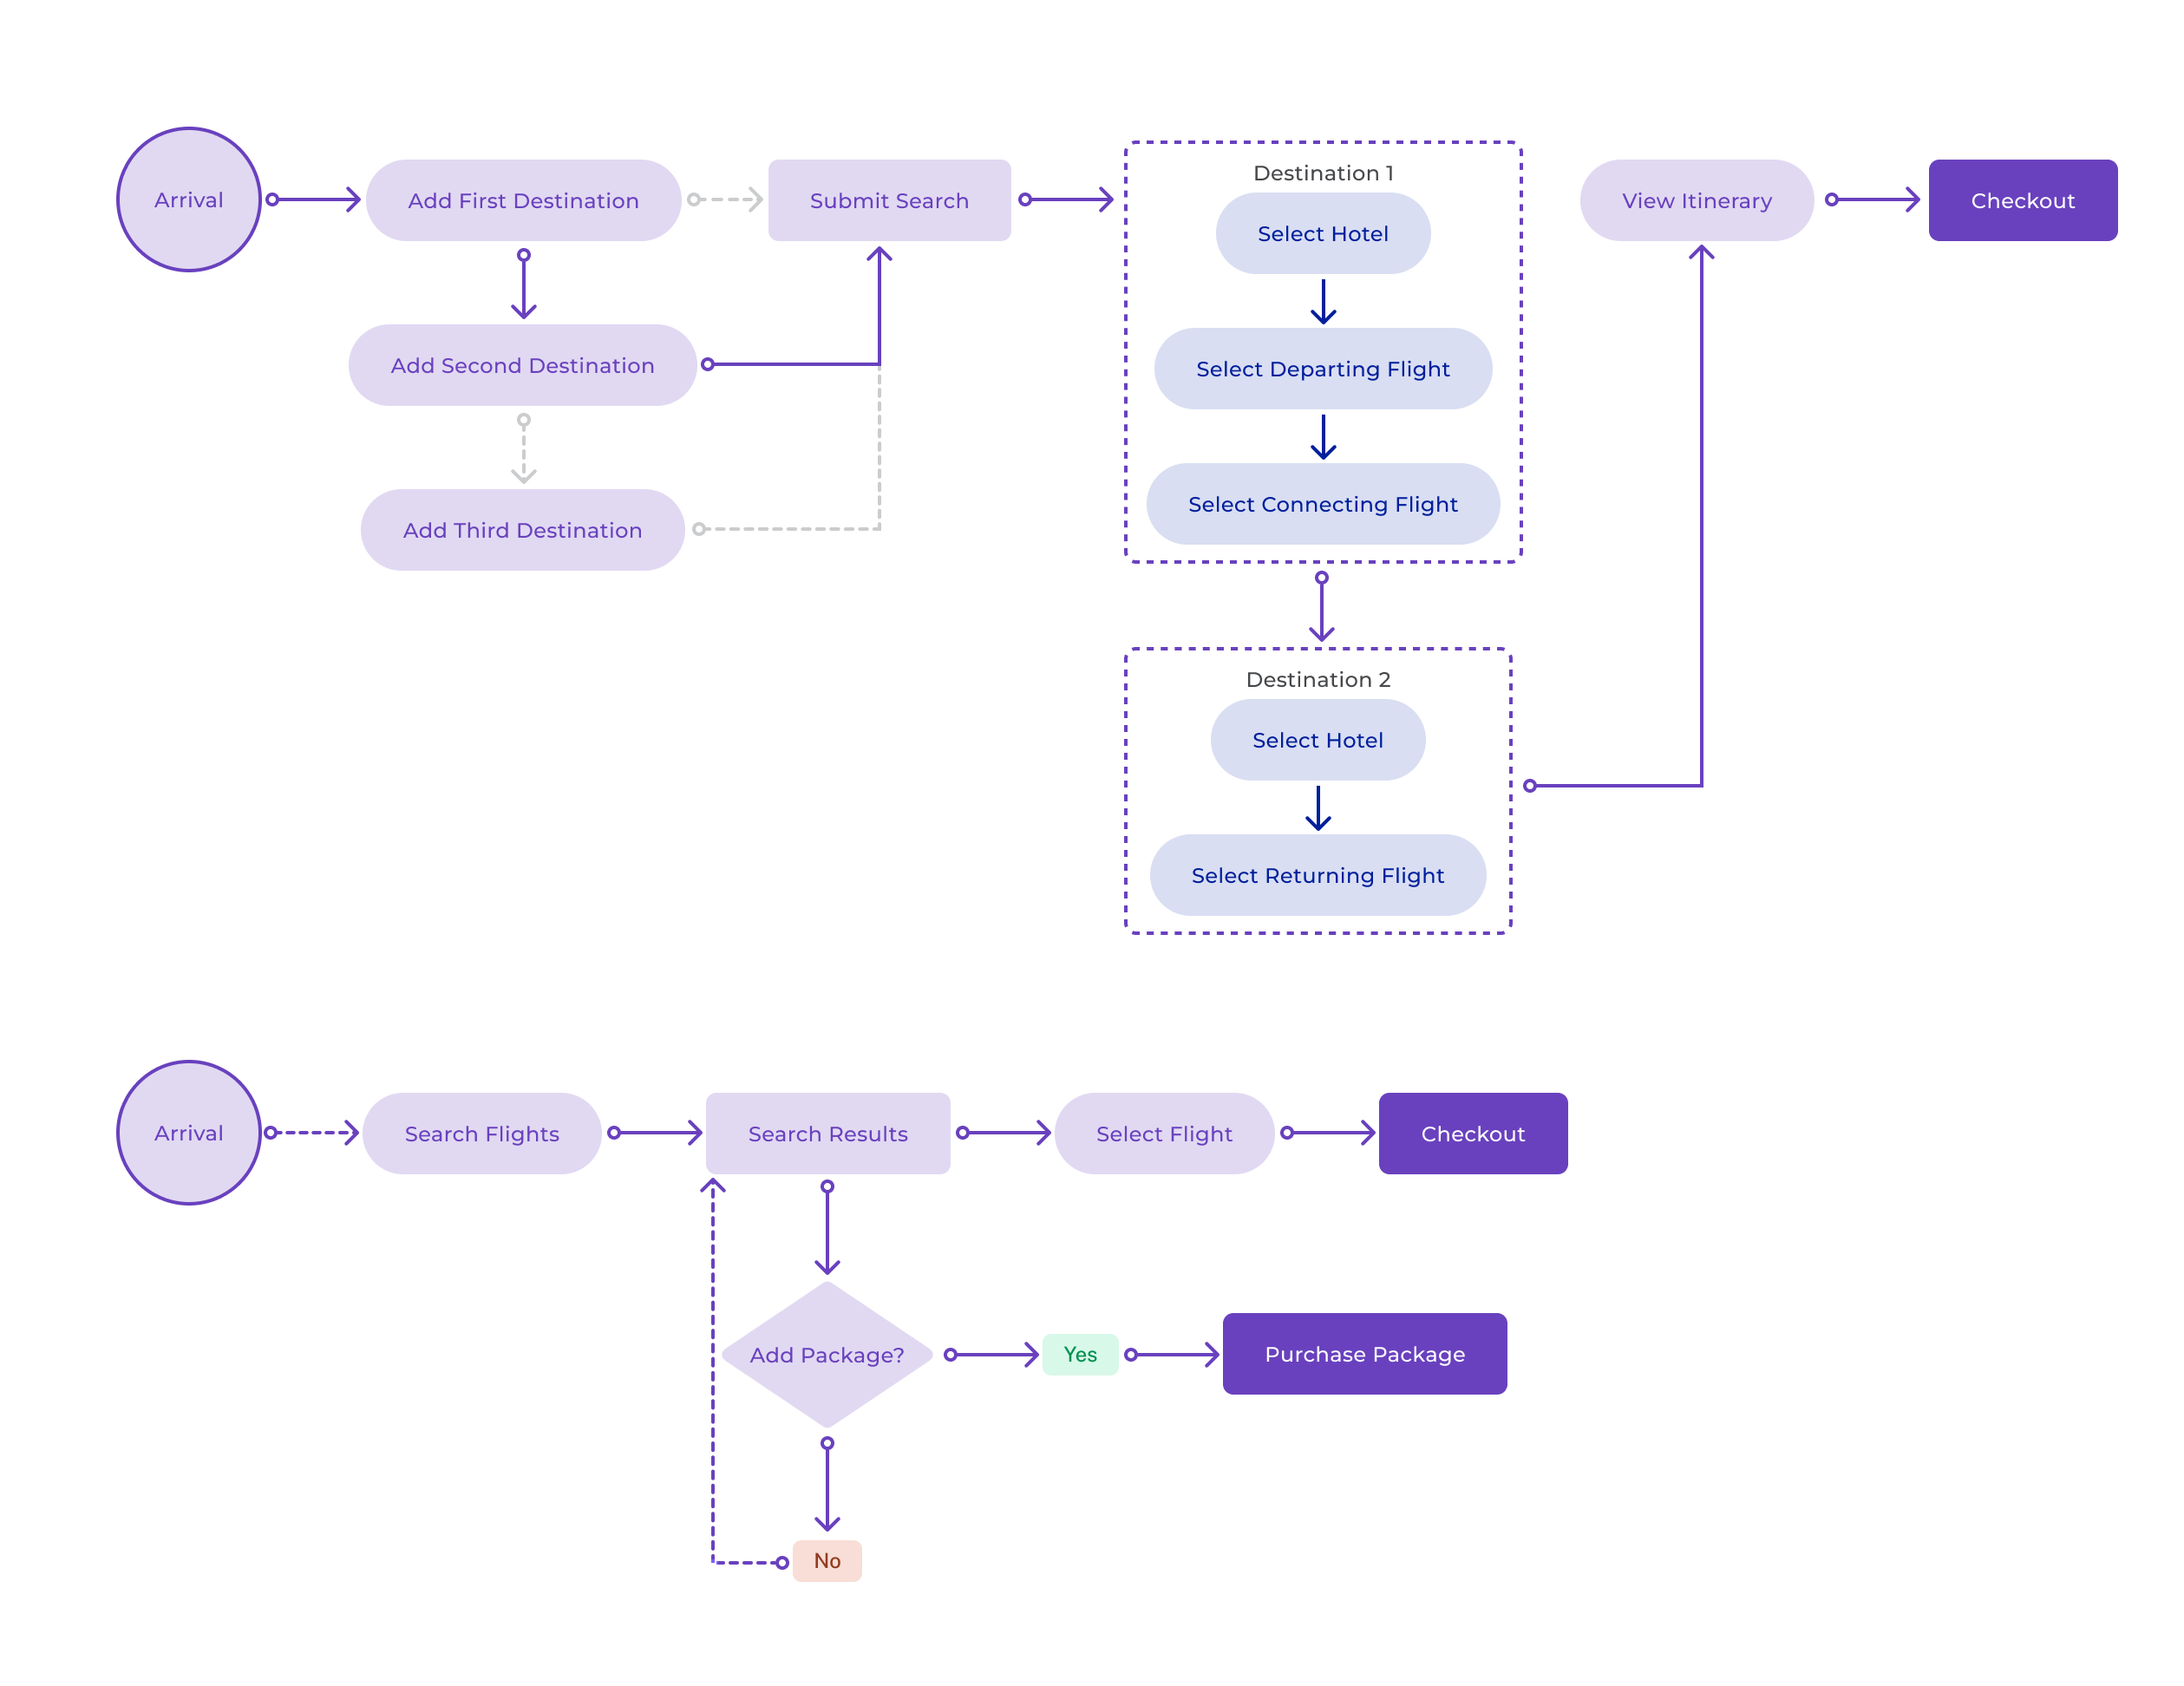 Arrival
Add First Destination
Submit Search
Add Second Destination
Add Third Destination
Destination 1
Select Hotel
Select Departing Flight
Select Connecting Flight
Destination 2
Select Hotel
Select Returning Flight
View Itinerary
Checkout
Arrival
Search Flights
Search Results
Select Flight
Checkout
Add Package?
Yes
Purchase Package
No